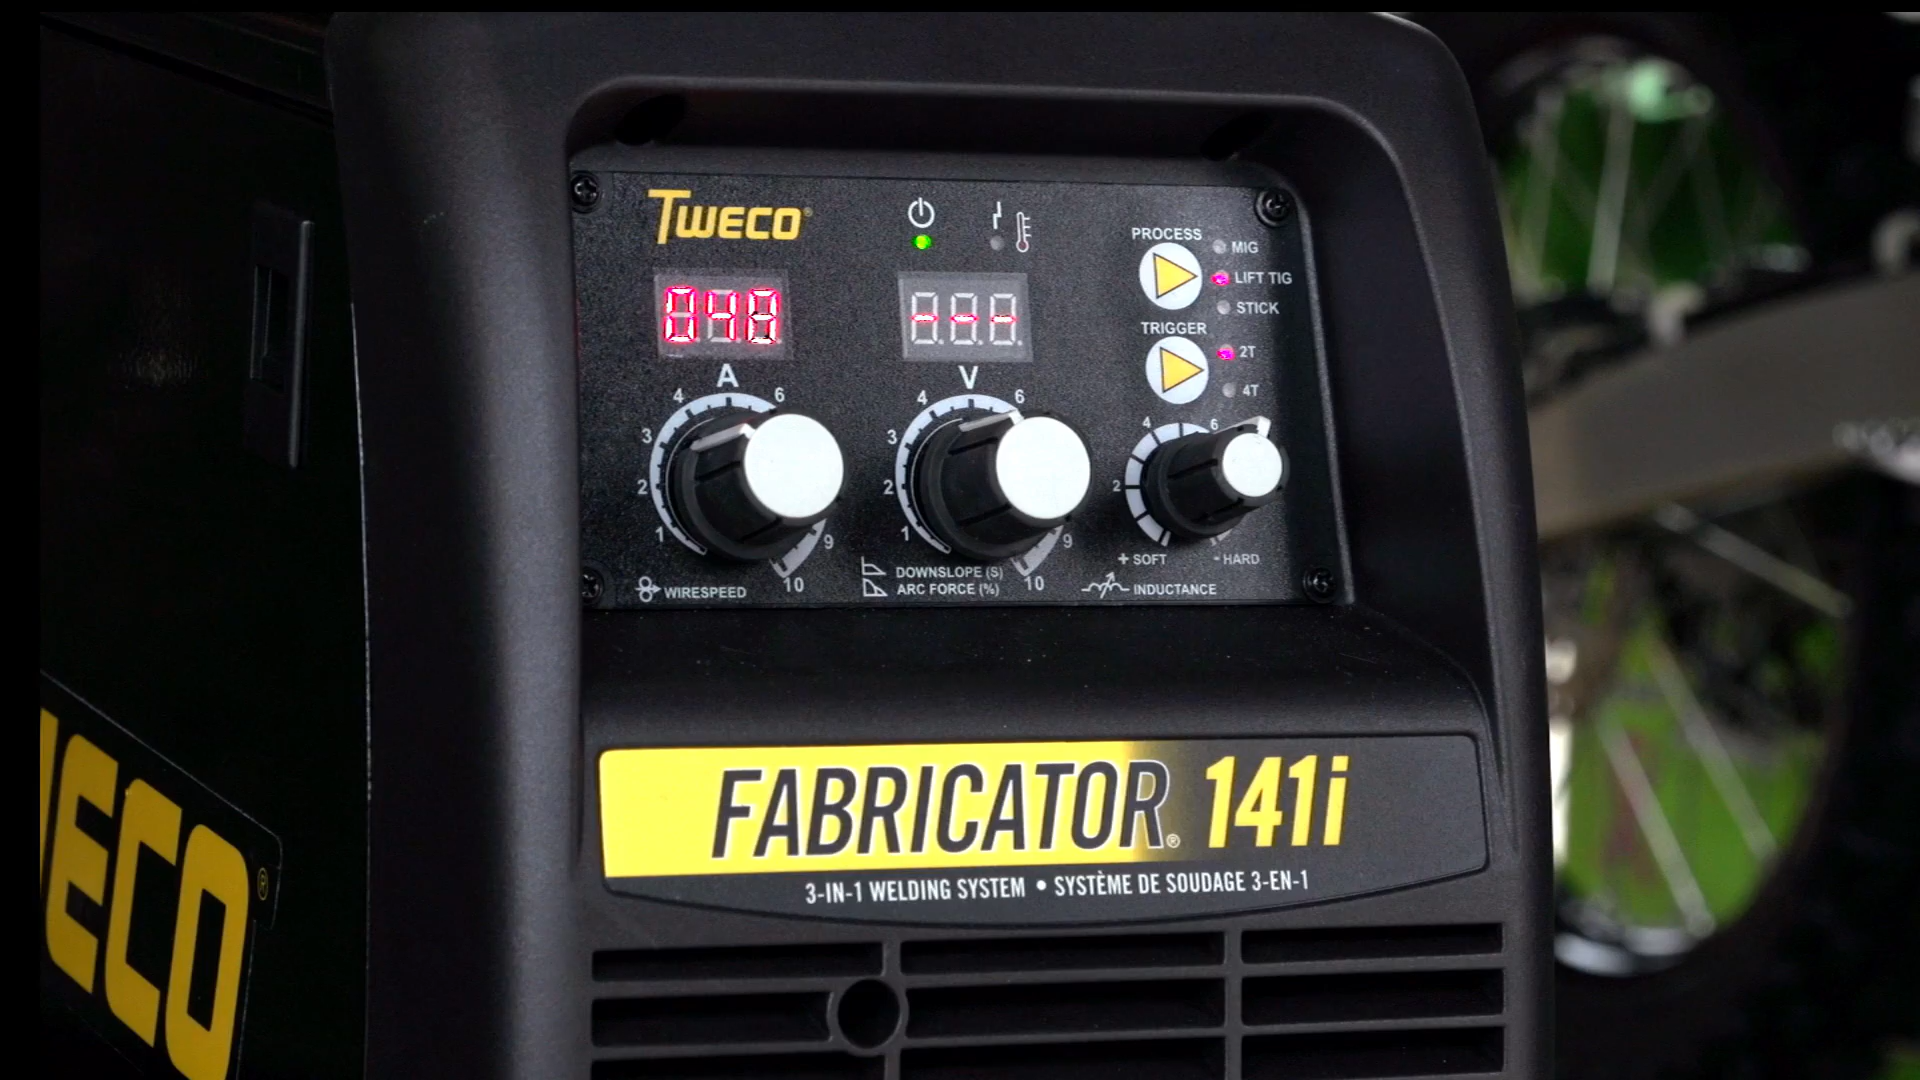 TWECO®
PROCESS
MIG
LIFT TIG
STICK
048
---
TRIGGER
2T
4T
A
V
1 2 3 4 6 9 10
1 2 3 4 6 9 10
2 4 6
+ SOFT - HARD
WIRESPEED
DOWNSLOPE (S)
ARC FORCE (%)
INDUCTANCE
FABRICATOR® 141i
3-IN-1 WELDING SYSTEM • SYSTÈME DE SOUDAGE 3-EN-1
WECO®